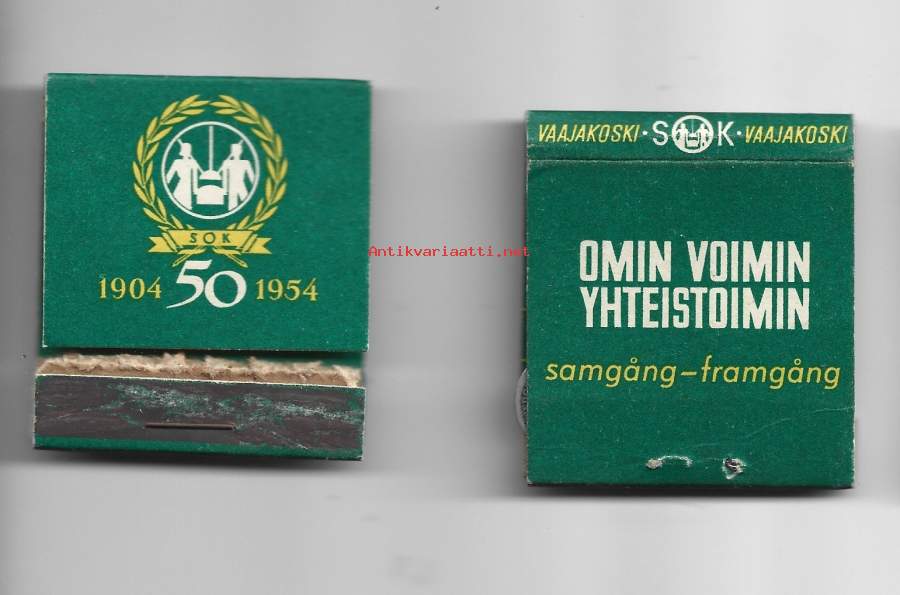 SOK
1904 50 1954
Antikvariaatti.net
VAAJAKOSKI · SOK · VAAJAKOSKI
OMIN VOIMIN
YHTEISTOIMIN
samgång-framgång